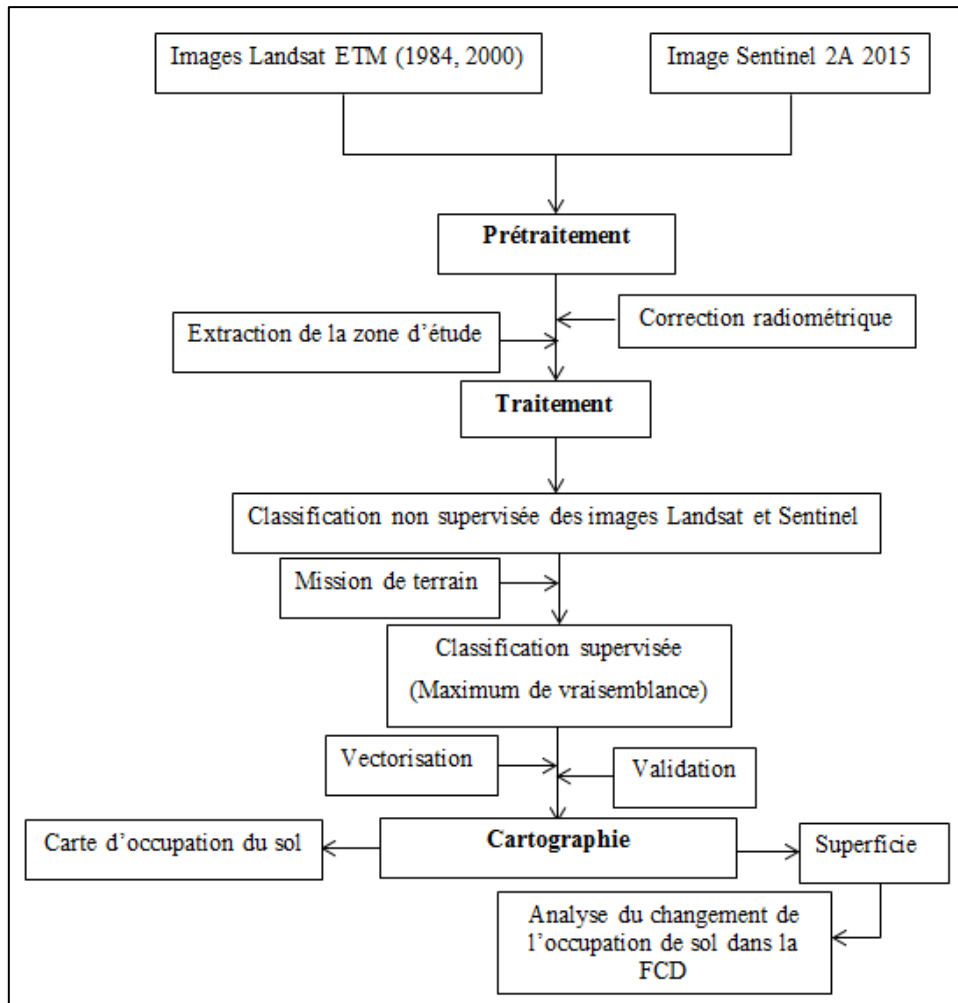 Images Landsat ETM (1984, 2000)
Image Sentinel 2A 2015
Prétraitement
Correction radiométrique
Extraction de la zone d'étude
Traitement
Classification non supervisée des images Landsat et Sentinel
Mission de terrain
Classification supervisée
(Maximum de vraisemblance)
Vectorisation
Validation
Carte d'occupation du sol
Cartographie
Superficie
Analyse du changement de
l'occupation de sol dans la
FCD